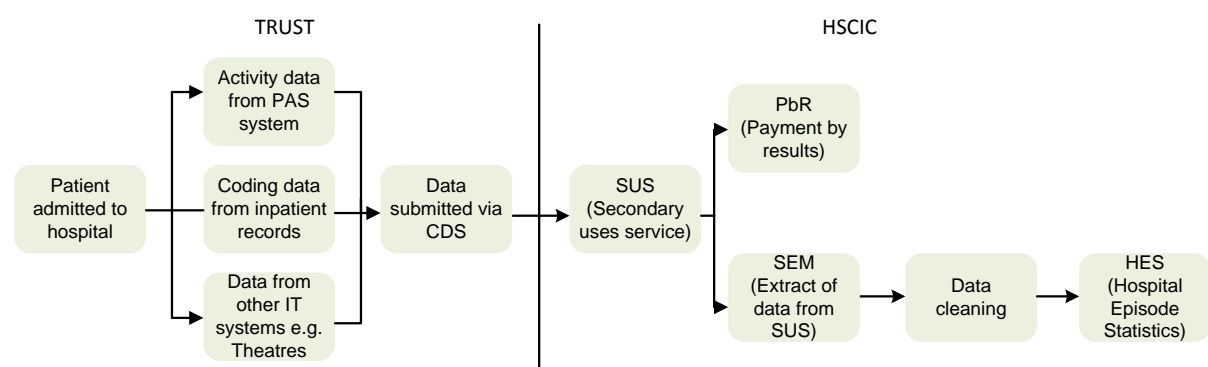 TRUST
HSCIC
Activity data
from PAS
system
PbR
(Payment by
results)
Patient
admitted to
hospital
Coding data
from inpatient
records
Data
submitted via
CDS
SUS
(Secondary
uses service)
Data from
other IT
systems e.g.
Theatres
SEM
(Extract of
data from
SUS)
Data
cleaning
HES
(Hospital
Episode
Statistics)